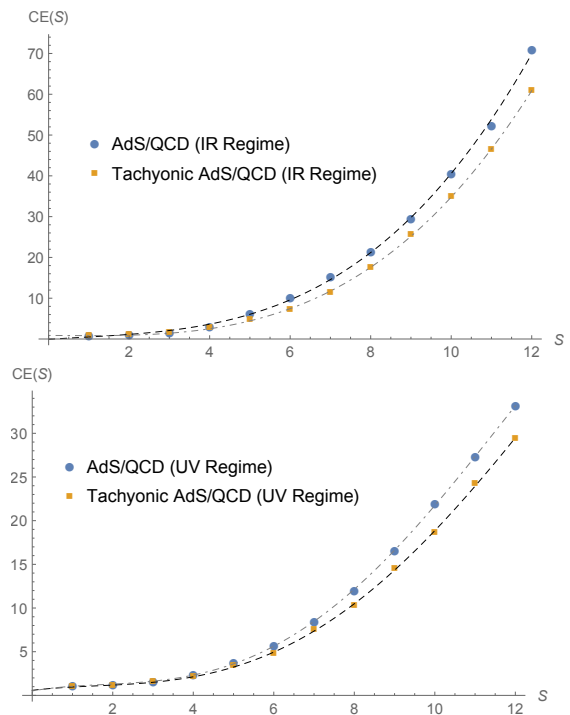 CE(S)
70
60
50
40
30
20
10
AdS/QCD (IR Regime)
Tachyonic AdS/QCD (IR Regime)
2 4 6 8 10 12
S
CE(S)
30
25
20
15
10
5
AdS/QCD (UV Regime)
Tachyonic AdS/QCD (UV Regime)
2 4 6 8 10 12
S